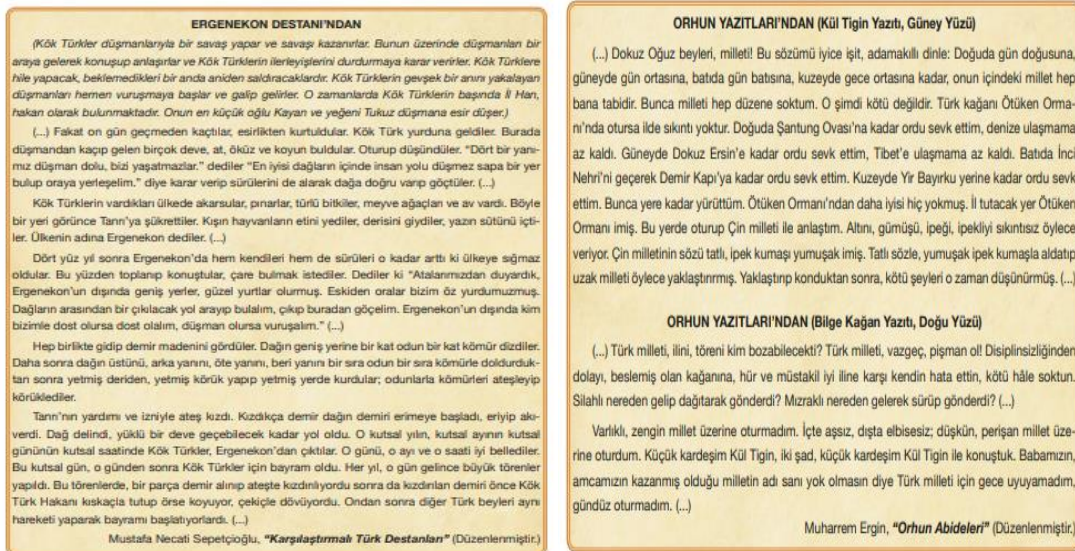 ERGENEKON DESTANI'NDAN
(Kök Türkler düşmanlarıyla bir savaş yapar ve savaşı kazanırlar. Bunun üzerinde düşmanları bir
araya gelerek konuşup anlaşırlar ve Kök Türklerin ilerleyişlerini durdurmaya karar verirler. Kök Türklere
hile yapacak, beklemedikleri bir anda aniden saldıracaklardır. Kök Türklerin gevşek bir anını yakalayan
düşmanları hemen vuruşmaya başlar ve galip gelirler. O zamanlarda Kök Türklerin başında İl Han,
hakan olarak bulunmaktadır. Onun en küçük oğlu Kayan ve yeğeni Tukuz düşmana esir düşer.)
(...) Fakat on gün geçmeden kaçtılar, esirlikten kurtuldular. Kök Türk yurduna geldiler. Burada
düşmandan kaçıp gelen birçok deve, at, öküz ve koyun buldular. Oturup düşündüler. "Dört bir yanı-
mız düşman dolu, bizi yaşatmazlar." dediler "En iyisi dağların içinde insan yolu düşmez sapa bir yer
bulup oraya yerleşelim." diye karar verip sürülerini de alarak dağa doğru varıp göçtüler. (...)
Kök Türklerin vardıkları ülkede akarsular, pınarlar, türlü bitkiler, meyve ağaçları ve av vardı. Böyle
bir yeri görünce Tanrı'ya şükrettiler. Kışın hayvanların etini yediler, derisini giydiler, yazın sütünü içti-
ler. Ülkenin adına Ergenekon dediler. (...)
Dört yüz yıl sonra Ergenekon'da hem kendileri hem de sürüleri o kadar arttı ki ülkeye sığmaz
oldular. Bu yüzden toplanıp konuştular, çare bulmak istediler. Dediler ki "Atalarımızdan duyardık,
Ergenekon'un dışında geniş yerler, güzel yurtlar olurmuş. Eskiden oralar bizim öz yurdumuzmuş.
Dağların arasından bir çıkılacak yol arayıp bulalım, çıkıp buradan göçelim. Ergenekon'un dışında kim
bizimle dost olursa dost olalım, düşman olursa vuruşalım." (...)
Hep birlikte gidip demir madenini gördüler. Dağın geniş yerine bir kat odun bir kat kömür dizdiler.
Daha sonra dağın üstünü, arka yanını, öte yanını, beri yanını bir sıra odun bir sıra kömürle doldurduk-
tan sonra yetmiş deriden, yetmiş körük yapıp yetmiş yerde kurdular; odunlarla kömürleri ateşleyip
körüklediler.
Tanrı'nın yardımı ve izniyle ateş kızdı. Kızdıkça demir dağın demiri erimeye başladı, eriyip akı-
verdi. Dağ delindi, yüklü bir deve geçebilecek kadar yol oldu. O kutsal yılın, kutsal ayının kutsal
gününün kutsal saatinde Kök Türkler, Ergenekon'dan çıktılar. O günü, o ayı ve o saati iyi bellediler.
Bu kutsal gün, o günden sonra Kök Türkler için bayram oldu. Her yıl, o gün gelince büyük törenler
yapıldı. Bu törenlerde, bir parça demir alınıp ateşte kızdırılıyordu sonra da kızdırılan demiri önce Kök
Türk Hakanı kıskaçla tutup örse koyuyor, çekiçle dövüyordu. Ondan sonra diğer Türk beyleri aynı
hareketi yaparak bayramı başlatıyorlardı. (...)
Mustafa Necati Sepetçioğlu, "Karşılaştırmalı Türk Destanları" (Düzenlenmiştir.)
ORHUN YAZITLARI'NDAN (Kül Tigin Yazıtı, Güney Yüzü)
(...) Dokuz Oğuz beyleri, milleti! Bu sözümü iyice işit, adamakıllı dinle: Doğuda gün doğusuna,
güneyde gün ortasına, batıda gün batısına, kuzeyde gece ortasına kadar, onun içindeki millet hep
bana tabidir. Bunca milleti hep düzene soktum. O şimdi kötü değildir. Türk kağanı Ötüken Orma-
nı'nda otursa ilde sıkıntı yoktur. Doğuda Şantung Ovası'na kadar ordu sevk ettim, denize ulaşmama
az kaldı. Güneyde Dokuz Ersin'e kadar ordu sevk ettim, Tibet'e ulaşmama az kaldı. Batıda İnci
Nehri'ni geçerek Demir Kapı'ya kadar ordu sevk ettim. Kuzeyde Yir Bayırku yerine kadar ordu sevk
ettim. Bunca yere kadar yürüttüm. Ötüken Ormanı'ndan daha iyisi hiç yokmuş. İl tutacak yer Ötüken
Ormanı imiş. Bu yerde oturup Çin milleti ile anlaştım. Altını, gümüşü, ipeği, ipekliyi sıkıntısız öylece
veriyor. Çin milletinin sözü tatlı, ipek kumaşı yumuşak imiş. Tatlı sözle, yumuşak ipek kumaşla aldatıp
uzak milleti öylece yaklaştırırmış. Yaklaştırıp konduktan sonra, kötü şeyleri o zaman düşünürmüş. (...)
ORHUN YAZITLARI'NDAN (Bilge Kağan Yazıtı, Doğu Yüzü)
(...) Türk milleti, ilini, töreni kim bozabilecekti? Türk milleti, vazgeç, pişman ol! Disiplinsizliğinden
dolayı, beslemiş olan kağanına, hür ve müstakil iyi iline karşı kendin hata ettin, kötü hâle soktun.
Silahlı nereden gelip dağıtarak gönderdi? Mızraklı nereden gelerek sürüp gönderdi? (...)
Varlıklı, zengin millet üzerine oturmadım. İçte aşsız, dışta elbisesiz; düşkün, perişan millet üze-
rine oturdum. Küçük kardeşim Kül Tigin, iki şad, küçük kardeşim Kül Tigin ile konuştuk. Babamızın,
amcamızın kazanmış olduğu milletin adı sanı yok olmasın diye Türk milleti için gece uyuyamadım,
gündüz oturmadım. (...)
Muharrem Ergin, "Orhun Abideleri" (Düzenlenmiştir.)